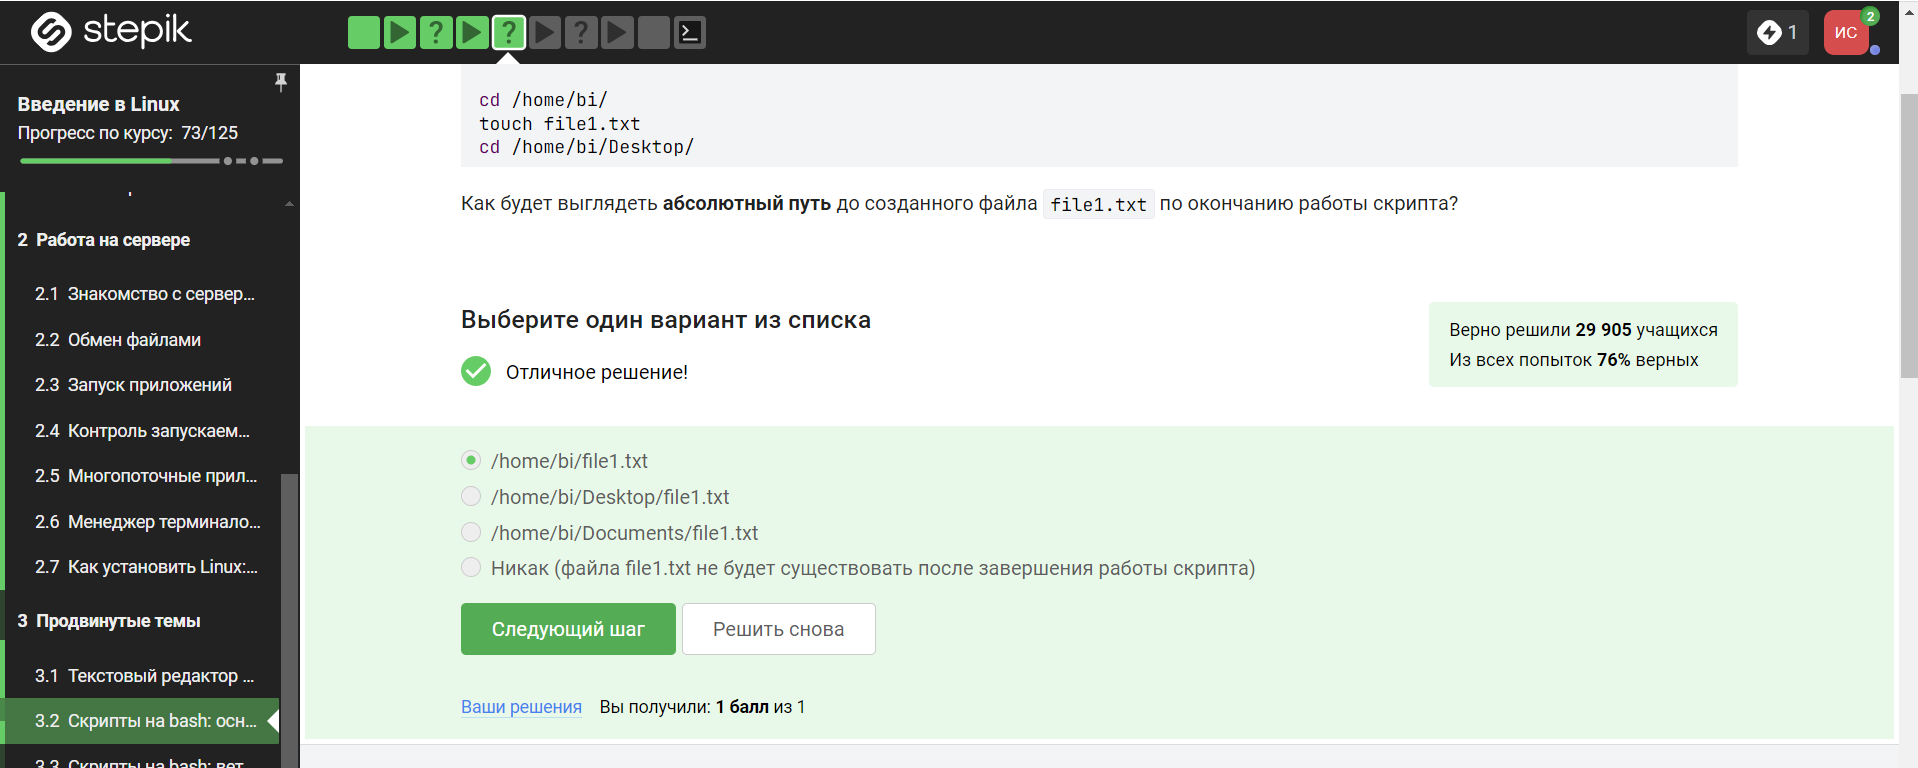 stepik
? ? ?
1
ИС
2
Введение в Linux
Прогресс по курсу: 73/125
2 Работа на сервере
2.1 Знакомство с сервер...
2.2 Обмен файлами
2.3 Запуск приложений
2.4 Контроль запускаем...
2.5 Многопоточные прил...
2.6 Менеджер терминало...
2.7 Как установить Linux:...
3 Продвинутые темы
3.1 Текстовый редактор ...
3.2 Скрипты на bash: осн...
3.3 Скрипты на bash: вет
cd /home/bi/
touch file1.txt
cd /home/bi/Desktop/
Как будет выглядеть абсолютный путь до созданного файла file1.txt по окончанию работы скрипта?
Выберите один вариант из списка
Отличное решение!
Верно решили 29 905 учащихся
Из всех попыток 76% верных
/home/bi/file1.txt
/home/bi/Desktop/file1.txt
/home/bi/Documents/file1.txt
Никак (файла file1.txt не будет существовать после завершения работы скрипта)
Следующий шаг
Решить снова
Ваши решения Вы получили: 1 балл из 1